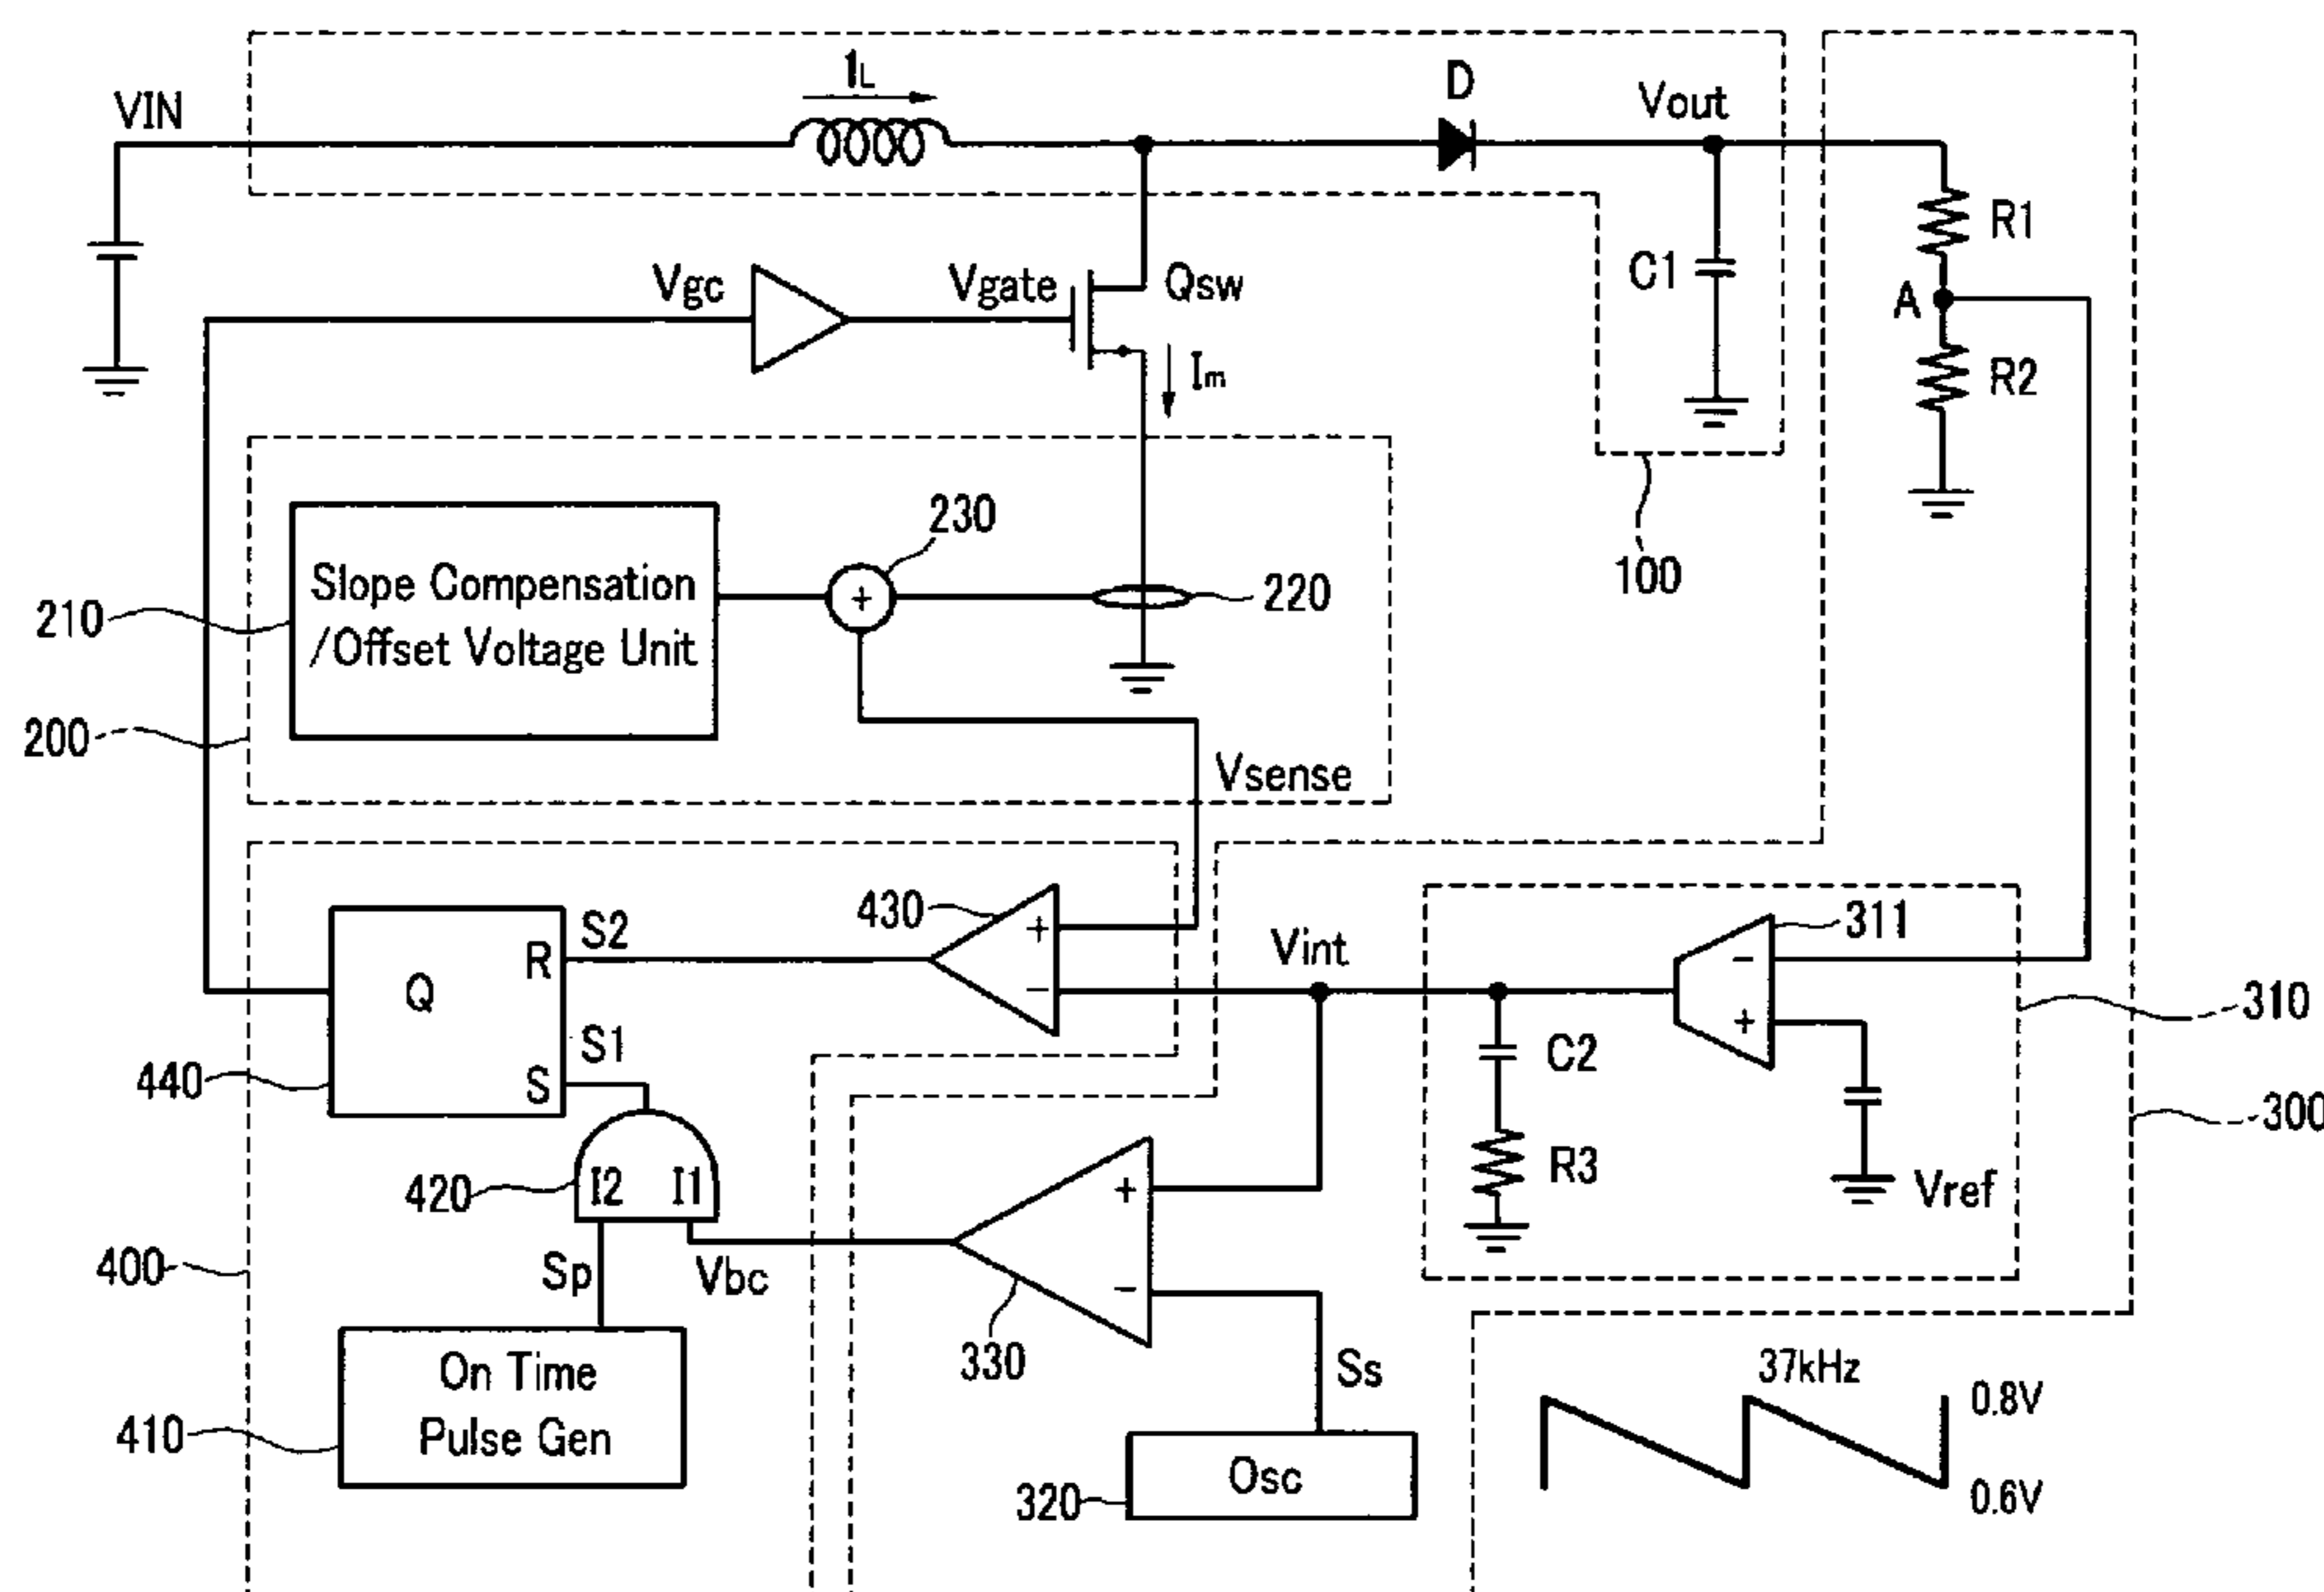 VIN
IL
D
Vout
R1
C1
A
R2
Vgc
Vgate
Qsw
Im
100
230
Slope Compensation
/Offset Voltage Unit
210
220
200
Vsense
430
S2
R
Q
S1
S
440
+
-
Vint
311
-
+
310
C2
R3
Vref
300
420
I2
I1
400
Sp
Vbc
+
-
330
Ss
On Time
Pulse Gen
410
Osc
320
37kHz
0.8V
0.6V
+